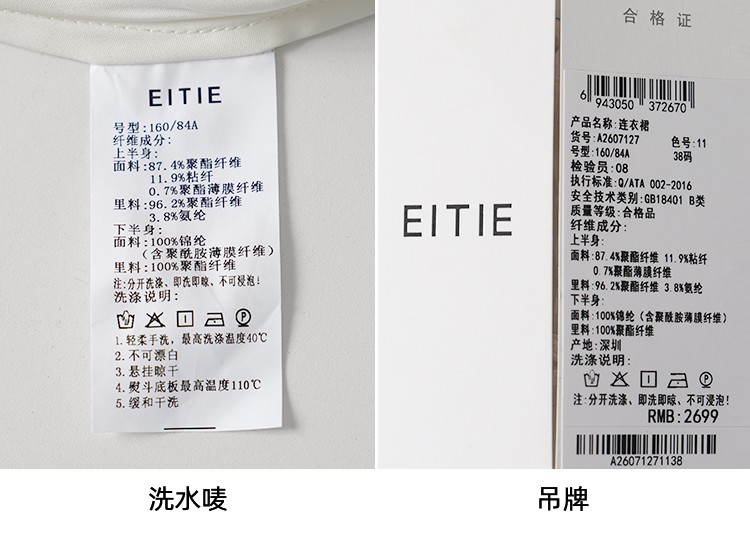 EITIE
号型:160/84A
纤维成分:
上半身:
面料:87.4%聚酯纤维
11.9%粘纤
0.7%聚酯薄膜纤维
里料:96.2%聚酯纤维
3.8%氨纶
下半身:
面料:100%锦纶
(含聚酰胺薄膜纤维)
里料:100%聚酯纤维
注:分开洗涤、即洗即晾、不可浸泡!
洗涤说明:
1.轻柔手洗，最高洗涤温度40℃
2.不可漂白
3.悬挂晾干
4.熨斗底板最高温度110℃
5.缓和干洗
洗水唛
EITIE
合格证
6 943050 372670
产品名称:连衣裙
货号:A2607127 色号:11
号型:160/84A 38码
检验员:08
执行标准:Q/ATA 002-2016
安全技术类别:GB18401 B类
质量等级:合格品
纤维成分:
上半身:
面料:87.4%聚酯纤维 11.9%粘纤
0.7%聚酯薄膜纤维
里料:96.2%聚酯纤维 3.8%氨纶
下半身:
面料:100%锦纶(含聚酰胺薄膜纤维)
里料:100%聚酯纤维
产地:深圳
洗涤说明:
注:分开洗涤、即洗即晾、不可浸泡!
RMB:2699
A26071271138
吊牌